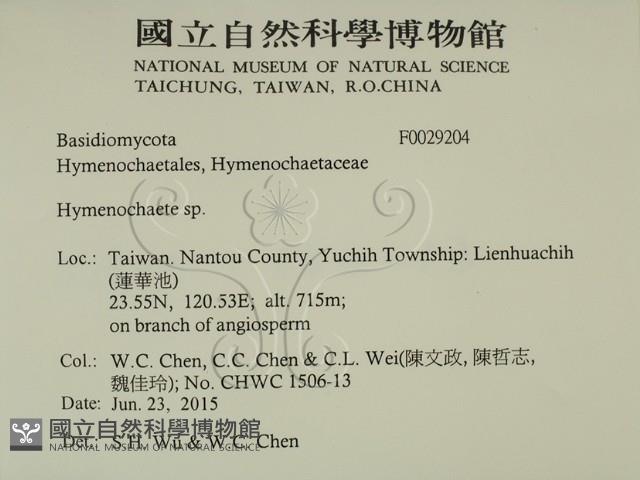 國立自然科學博物館
NATIONAL MUSEUM OF NATURAL SCIENCE
TAICHUNG, TAIWAN, R.O.CHINA
Basidiomycota F0029204
Hymenochaetales, Hymenochaetaceae
Hymenochaete sp.
Loc.: Taiwan. Nantou County, Yuchih Township: Lienhuachih
(蓮華池)
23.55N, 120.53E; alt. 715m;
on branch of angiosperm
Col.: W.C. Chen, C.C. Chen & C.L. Wei(陳文政, 陳哲志,
魏佳玲); No. CHWC 1506-13
Date: Jun. 23, 2015
Det.: S.H. Wu & W.C. Chen
國立自然科學博物館
NATIONAL MUSEUM OF NATURAL SCIENCE